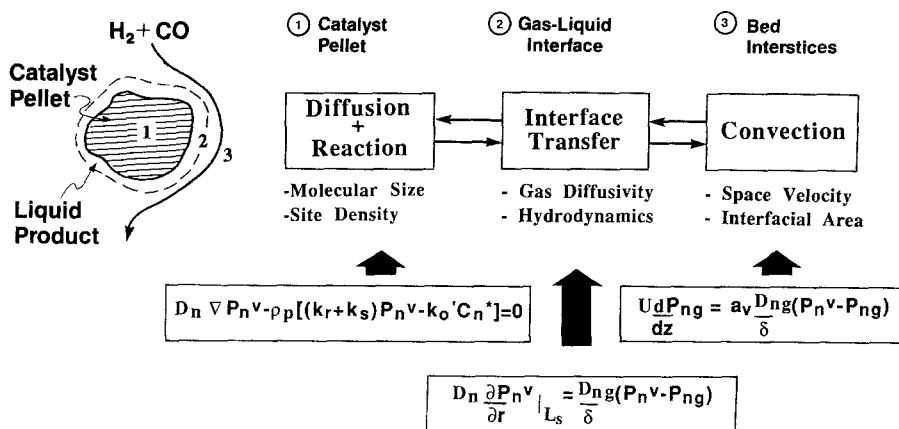 H₂+ CO
Catalyst
Pellet
1
2
3
Liquid
Product
① Catalyst
Pellet
② Gas-Liquid
Interface
③ Bed
Interstices
Diffusion
+
Reaction
Interface
Transfer
Convection
-Molecular Size
-Site Density
- Gas Diffusivity
- Hydrodynamics
- Space Velocity
- Interfacial Area
Dₙ ∇ Pₙᵛ-ρₚ[(kᵣ+kₛ)Pₙᵛ-kₒ'Cₙ*]=0
U dPng/dz = aᵥ Dng/δ (Pₙᵛ-Png)
Dₙ ∂Pₙᵛ/∂r |Lₛ = Dng/δ (Pₙᵛ-Png)